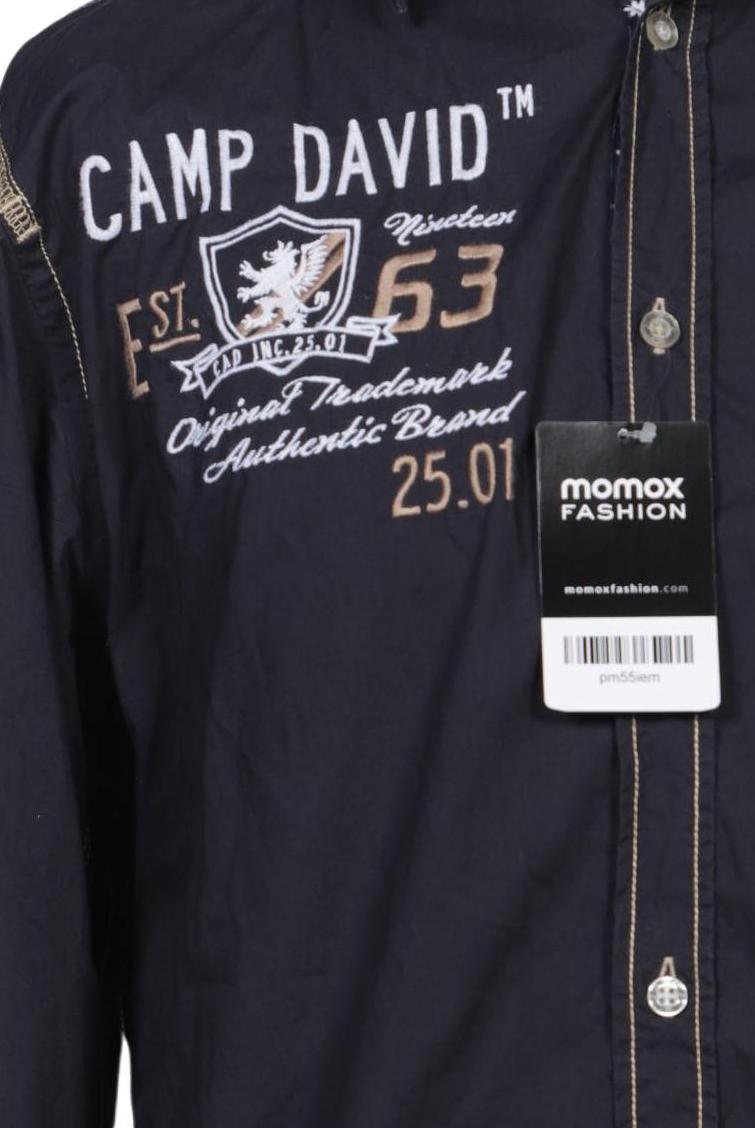 CAMP DAVID™
Nineteen
EST. 63
CAD INC.25.01
Original Trademark
Authentic Brand
25.01
momox
FASHION
momoxfashion.com
pm55iem